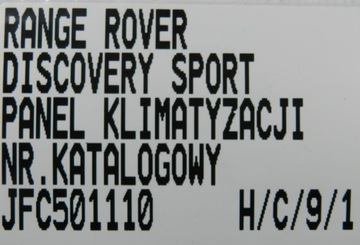 RANGE ROVER
DISCOVERY SPORT
PANEL KLIMATYZACJI
NR.KATALOGOWY
JFC501110 H/C/9/1